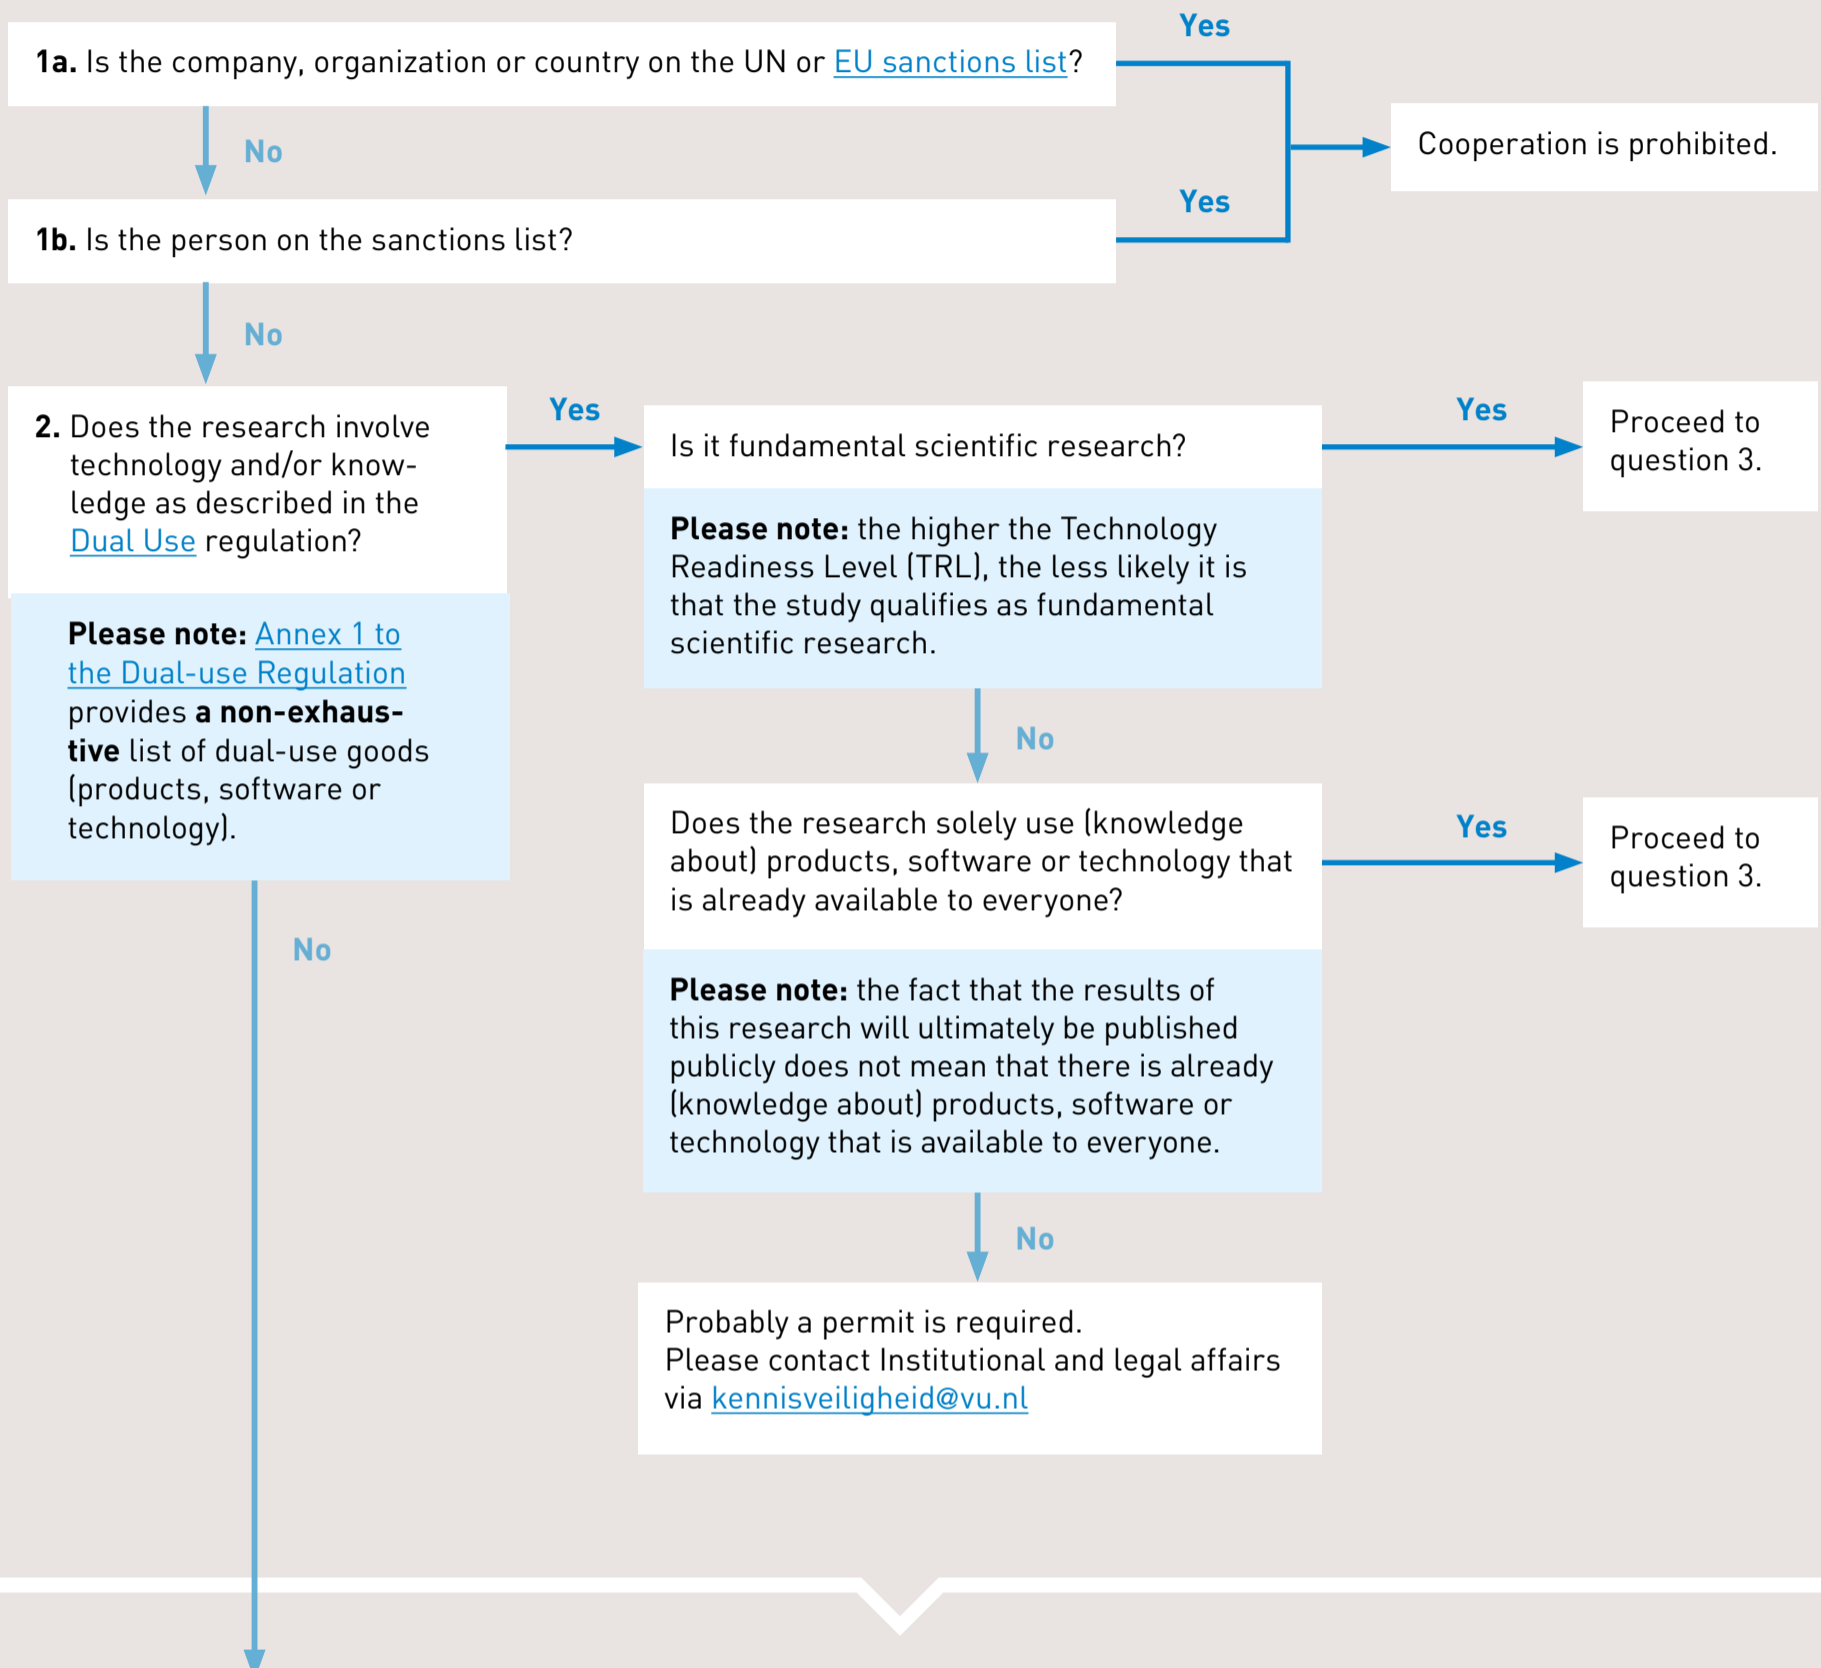 Yes
1a. Is the company, organization or country on the UN or EU sanctions list?
Cooperation is prohibited.
No
Yes
1b. Is the person on the sanctions list?
No
2. Does the research involve
technology and/or know-
ledge as described in the
Dual Use regulation?
Please note: Annex 1 to
the Dual-use Regulation
provides a non-exhaus-
tive list of dual-use goods
(products, software or
technology).
No
Yes
Is it fundamental scientific research?
Please note: the higher the Technology
Readiness Level (TRL), the less likely it is
that the study qualifies as fundamental
scientific research.
Yes
Proceed to
question 3.
No
Does the research solely use (knowledge
about) products, software or technology that
is already available to everyone?
Please note: the fact that the results of
this research will ultimately be published
publicly does not mean that there is already
(knowledge about) products, software or
technology that is available to everyone.
Yes
Proceed to
question 3.
No
Probably a permit is required.
Please contact Institutional and legal affairs
via kennisveiligheid@vu.nl